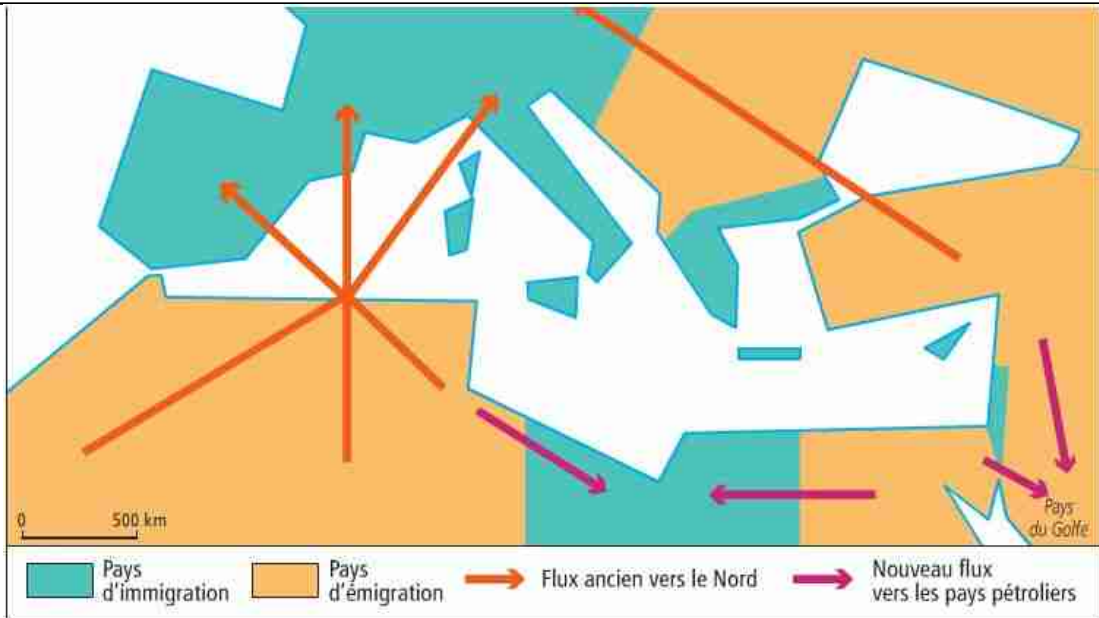 0 500 km
Pays
du Golfe
Pays
d'immigration
Pays
d'émigration
Flux ancien vers le Nord
Nouveau flux
vers les pays pétroliers